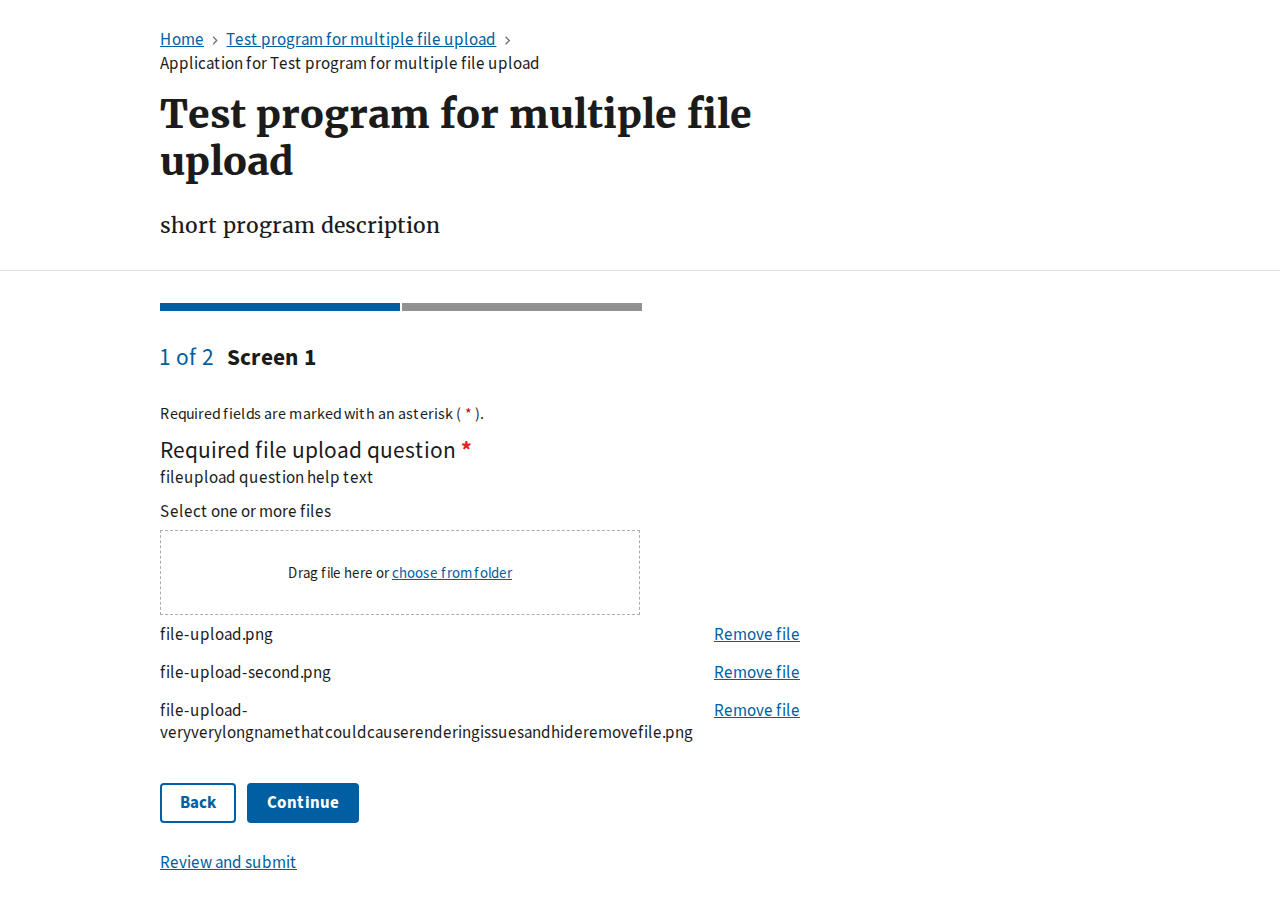 Home > Test program for multiple file upload >
Application for Test program for multiple file upload
Test program for multiple file
upload
short program description
1 of 2 Screen 1
Required fields are marked with an asterisk ( * ).
Required file upload question *
fileupload question help text
Select one or more files
Drag file here or choose from folder
file-upload.png Remove file
file-upload-second.png Remove file
file-upload- Remove file
veryverylongnamethatcouldcauserenderingissuesandhideremovefile.png
Back Continue
Review and submit